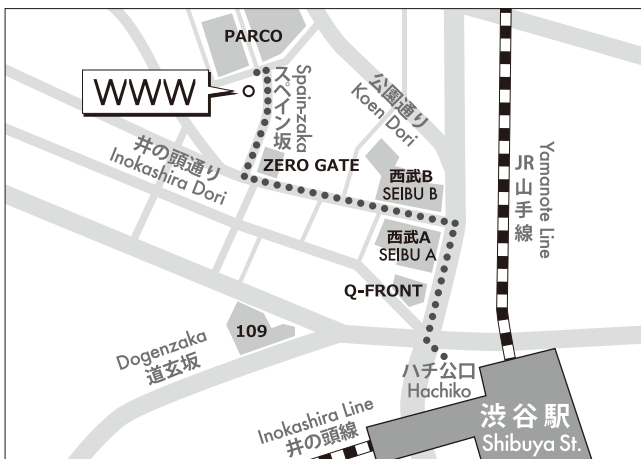 PARCO
WWW
Spain-zaka
スペイン坂
公園通り
Koen Dori
井の頭通り
Inokashira Dori
ZERO GATE
西武B
SEIBU B
西武A
SEIBU A
Yamanote Line
JR山手線
Q-FRONT
109
Dogenzaka
道玄坂
ハチ公口
Hachiko
Inokashira Line
井の頭線
渋谷駅
Shibuya St.